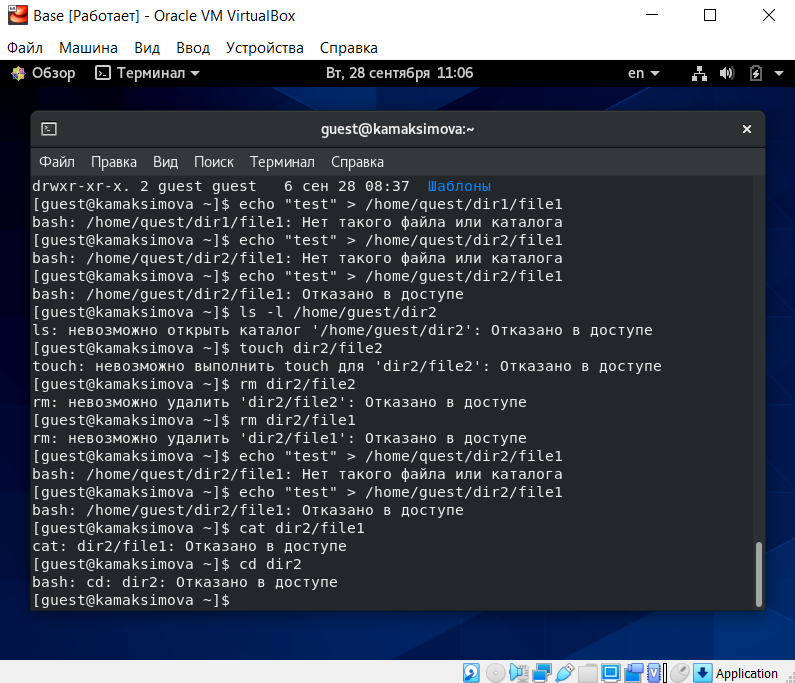 Base [Работает] - Oracle VM VirtualBox
Файл Машина Вид Ввод Устройства Справка
Обзор Терминал Вт, 28 сентября 11:06 en
guest@kamaksimova:~
Файл Правка Вид Поиск Терминал Справка
drwxr-xr-x. 2 guest guest 6 сен 28 08:37 Шаблоны
[guest@kamaksimova ~]$ echo "test" > /home/quest/dir1/file1
bash: /home/quest/dir1/file1: Нет такого файла или каталога
[guest@kamaksimova ~]$ echo "test" > /home/quest/dir2/file1
bash: /home/quest/dir2/file1: Нет такого файла или каталога
[guest@kamaksimova ~]$ echo "test" > /home/guest/dir2/file1
bash: /home/guest/dir2/file1: Отказано в доступе
[guest@kamaksimova ~]$ ls -l /home/guest/dir2
ls: невозможно открыть каталог '/home/guest/dir2': Отказано в доступе
[guest@kamaksimova ~]$ touch dir2/file2
touch: невозможно выполнить touch для 'dir2/file2': Отказано в доступе
[guest@kamaksimova ~]$ rm dir2/file2
rm: невозможно удалить 'dir2/file2': Отказано в доступе
[guest@kamaksimova ~]$ rm dir2/file1
rm: невозможно удалить 'dir2/file1': Отказано в доступе
[guest@kamaksimova ~]$ echo "test" > /home/quest/dir2/file1
bash: /home/quest/dir2/file1: Нет такого файла или каталога
[guest@kamaksimova ~]$ echo "test" > /home/guest/dir2/file1
bash: /home/guest/dir2/file1: Отказано в доступе
[guest@kamaksimova ~]$ cat dir2/file1
cat: dir2/file1: Отказано в доступе
[guest@kamaksimova ~]$ cd dir2
bash: cd: dir2: Отказано в доступе
[guest@kamaksimova ~]$
Application